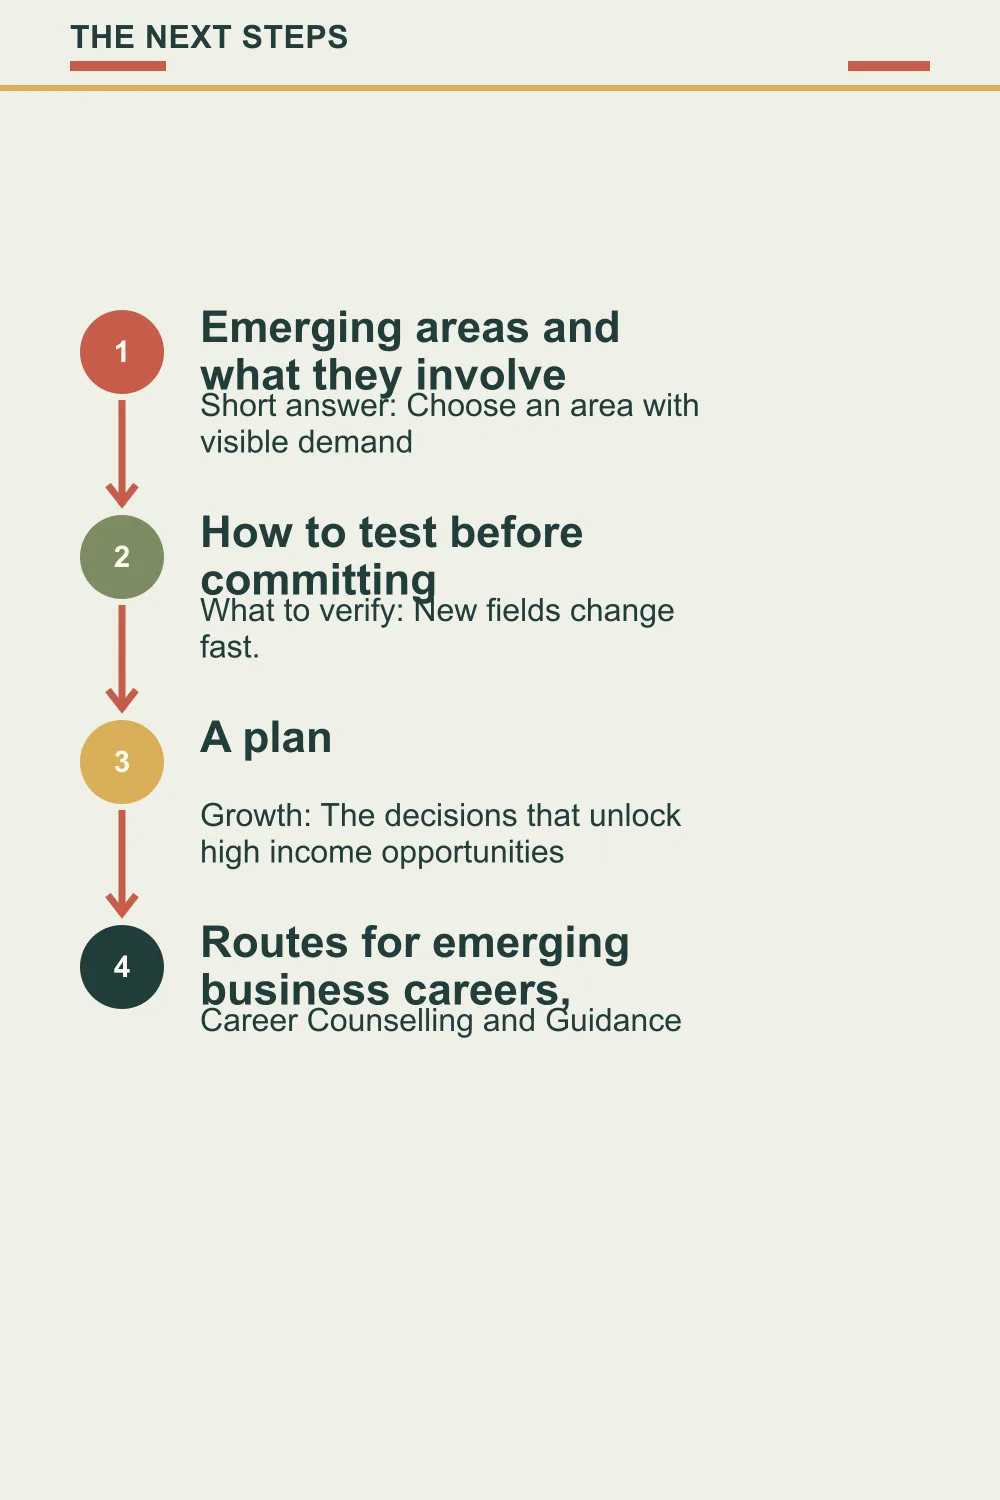 THE NEXT STEPS
1
Emerging areas and
what they involve
Short answer: Choose an area with
visible demand
2
How to test before
committing
What to verify: New fields change
fast.
3
A plan
Growth: The decisions that unlock
high income opportunities
4
Routes for emerging
business careers,
Career Counselling and Guidance